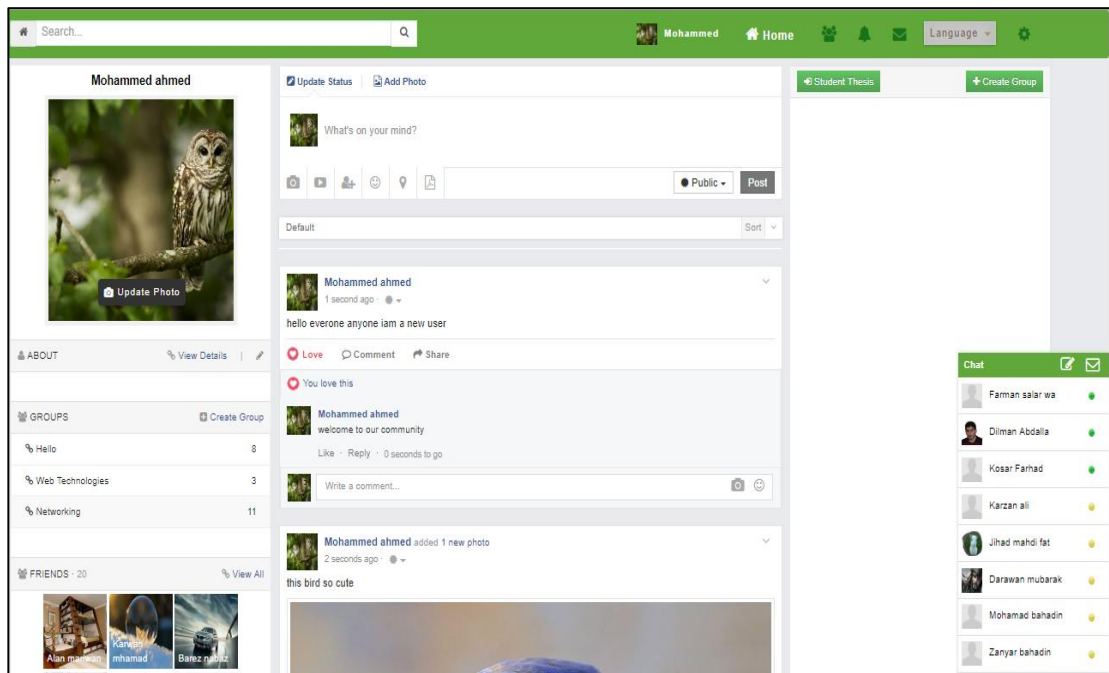 Search...
Mohammed
Home
Language
Mohammed ahmed
Update Photo
ABOUT
View Details
GROUPS
Create Group
Hello 8
Web Technologies 3
Networking 11
FRIENDS · 20
View All
Alan marwan
Karwan mhamad
Barez nabaz
Update Status
Add Photo
What's on your mind?
Public
Post
Default
Sort
Mohammed ahmed
1 second ago ·
hello everone anyone iam a new user
Love Comment Share
You love this
Mohammed ahmed
welcome to our community
Like · Reply · 0 seconds to go
Write a comment...
Mohammed ahmed added 1 new photo
2 seconds ago ·
this bird so cute
Student Thesis
Create Group
Chat
Farman salar wa
Dilman Abdalla
Kosar Farhad
Karzan ali
Jihad mahdi fat
Darawan mubarak
Mohamad bahadin
Zanyar bahadin